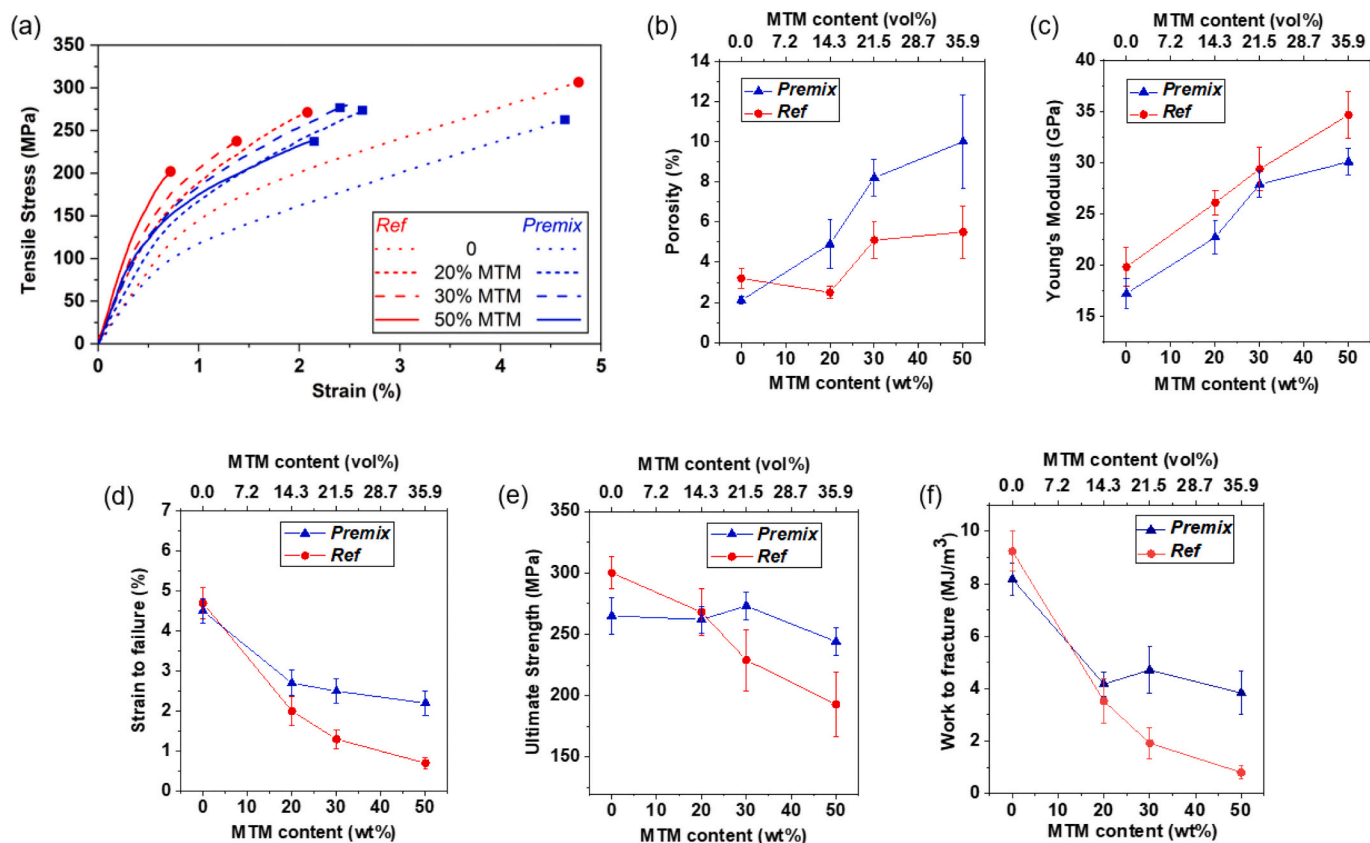 (a)
350
300
250
200
150
100
50
0
Tensile Stress (MPa)
Ref Premix
0
20% MTM
30% MTM
50% MTM
0 1 2 3 4 5
Strain (%)
(b)
MTM content (vol%)
0.0 7.2 14.3 21.5 28.7 35.9
14
12
10
8
6
4
2
0
Porosity (%)
Premix
Ref
0 10 20 30 40 50
MTM content (wt%)
(c)
MTM content (vol%)
0.0 7.2 14.3 21.5 28.7 35.9
40
35
30
25
20
15
Young's Modulus (GPa)
Premix
Ref
0 10 20 30 40 50
MTM content (wt%)
(d)
MTM content (vol%)
0.0 7.2 14.3 21.5 28.7 35.9
7
6
5
4
3
2
1
0
Strain to failure (%)
Premix
Ref
0 10 20 30 40 50
MTM content (wt%)
(e)
MTM content (vol%)
0.0 7.2 14.3 21.5 28.7 35.9
350
300
250
200
150
Ultimate Strength (MPa)
Premix
Ref
0 10 20 30 40 50
MTM content (wt%)
(f)
MTM content (vol%)
0.0 7.2 14.3 21.5 28.7 35.9
10
8
6
4
2
0
Work to fracture (MJ/m³)
Premix
Ref
0 10 20 30 40 50
MTM content (wt%)